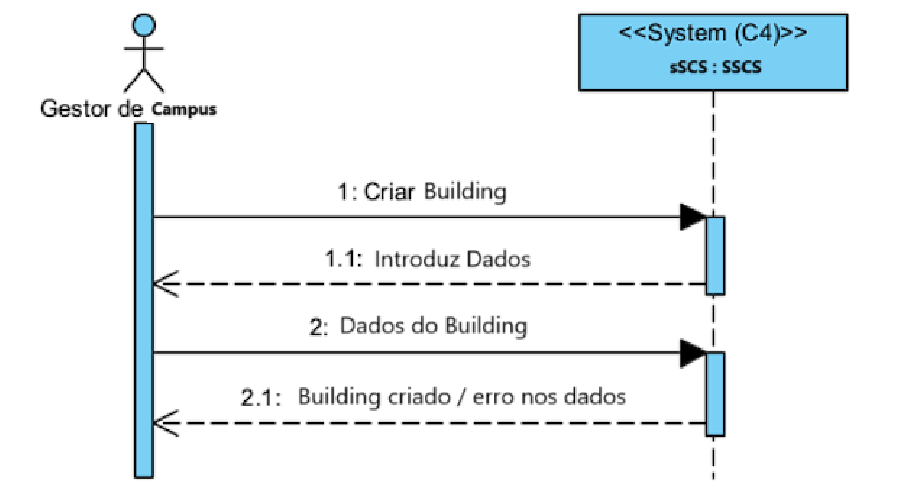 Gestor de Campus
<<System (C4)>>
sSCS : SSCS
1: Criar Building
1.1: Introduz Dados
2: Dados do Building
2.1: Building criado / erro nos dados